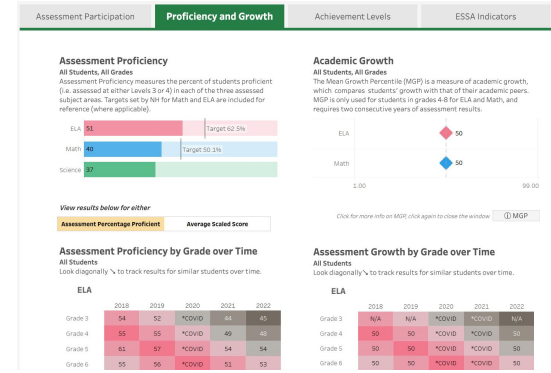 Assessment Participation
Proficiency and Growth
Achievement Levels
ESSA Indicators
Assessment Proficiency
All Students, All Grades
Assessment Proficiency measures the percent of students proficient
(i.e. assessed at either Levels 3 or 4) in each of the three assessed
subject areas. Targets set by NH for Math and ELA are included for
reference (where applicable).
ELA 51 Target 62.5%
Math 40 Target 50.1%
Science 37
Academic Growth
All Students, All Grades
The Mean Growth Percentile (MGP) is a measure of academic growth,
which compares students' growth with that of their academic peers.
MGP is only used for students in grades 4-8 for ELA and Math, and
requires two consecutive years of assessment results.
ELA 50
Math 50
1.00 99.00
View results below for either
Assessment Percentage Proficient
Average Scaled Score
Click for more info on MGP, click again to close the window
ⓘ MGP
Assessment Proficiency by Grade over Time
All Students
Look diagonally ↘ to track results for similar students over time.
ELA
2018 2019 2020 2021 2022
Grade 3 54 52 *COVID 44 45
Grade 4 55 55 *COVID 49 48
Grade 5 61 57 *COVID 54 54
Grade 6 55 56 *COVID 51 53
Assessment Growth by Grade over Time
All Students
Look diagonally ↘ to track results for similar students over time.
ELA
2018 2019 2020 2021 2022
Grade 3 N/A N/A *COVID *COVID N/A
Grade 4 50 50 *COVID *COVID 50
Grade 5 50 50 *COVID *COVID 50
Grade 6 50 50 *COVID *COVID 50